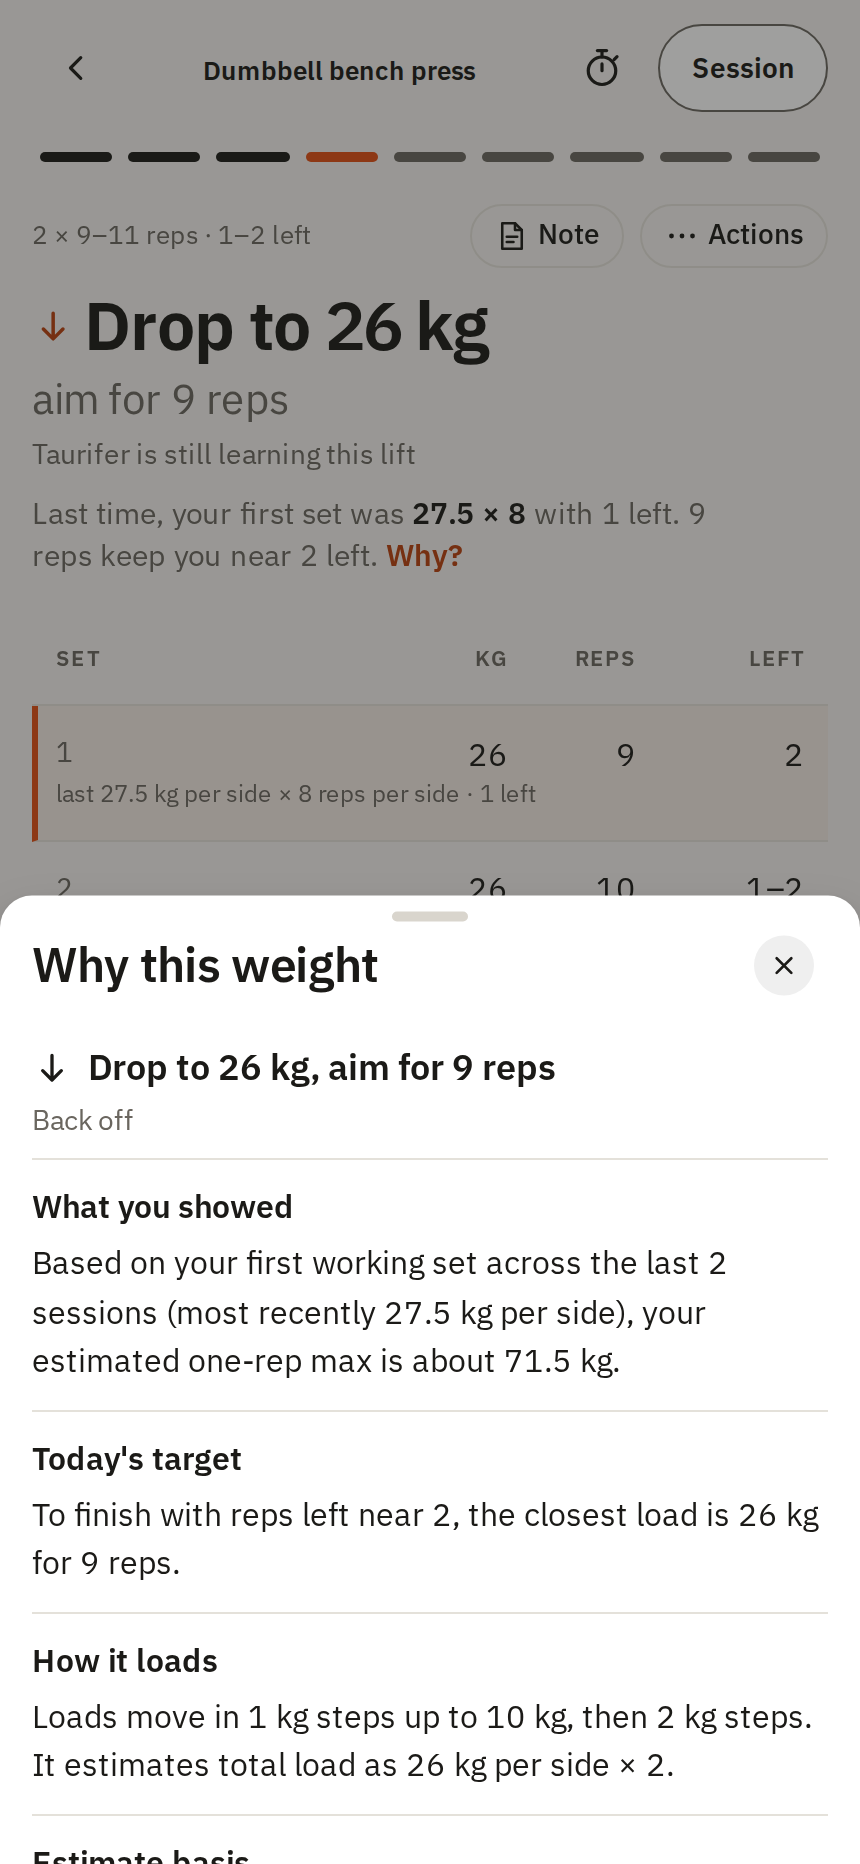 Dumbbell bench press
Session
2 × 9–11 reps · 1–2 left
Note
Actions
Drop to 26 kg
aim for 9 reps
Taurifer is still learning this lift
Last time, your first set was 27.5 × 8 with 1 left. 9
reps keep you near 2 left. Why?
SET KG REPS LEFT
1 26 9 2
last 27.5 kg per side × 8 reps per side · 1 left
2 26 10 1–2
Why this weight
Drop to 26 kg, aim for 9 reps
Back off
What you showed
Based on your first working set across the last 2
sessions (most recently 27.5 kg per side), your
estimated one-rep max is about 71.5 kg.
Today's target
To finish with reps left near 2, the closest load is 26 kg
for 9 reps.
How it loads
Loads move in 1 kg steps up to 10 kg, then 2 kg steps.
It estimates total load as 26 kg per side × 2.
Estimate basis